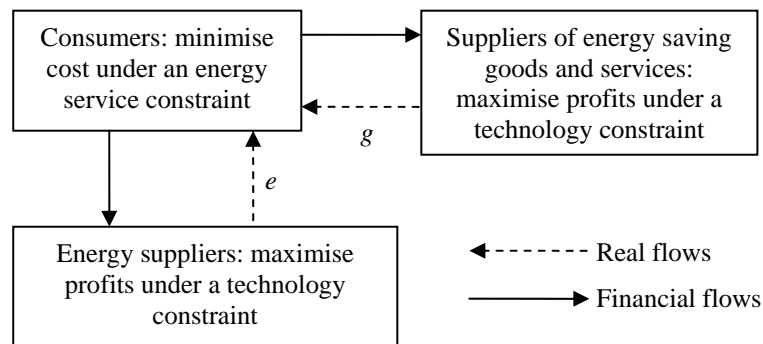 Consumers: minimise
cost under an energy
service constraint
Suppliers of energy saving
goods and services:
maximise profits under a
technology constraint
g
e
Energy suppliers: maximise
profits under a technology
constraint
Real flows
Financial flows